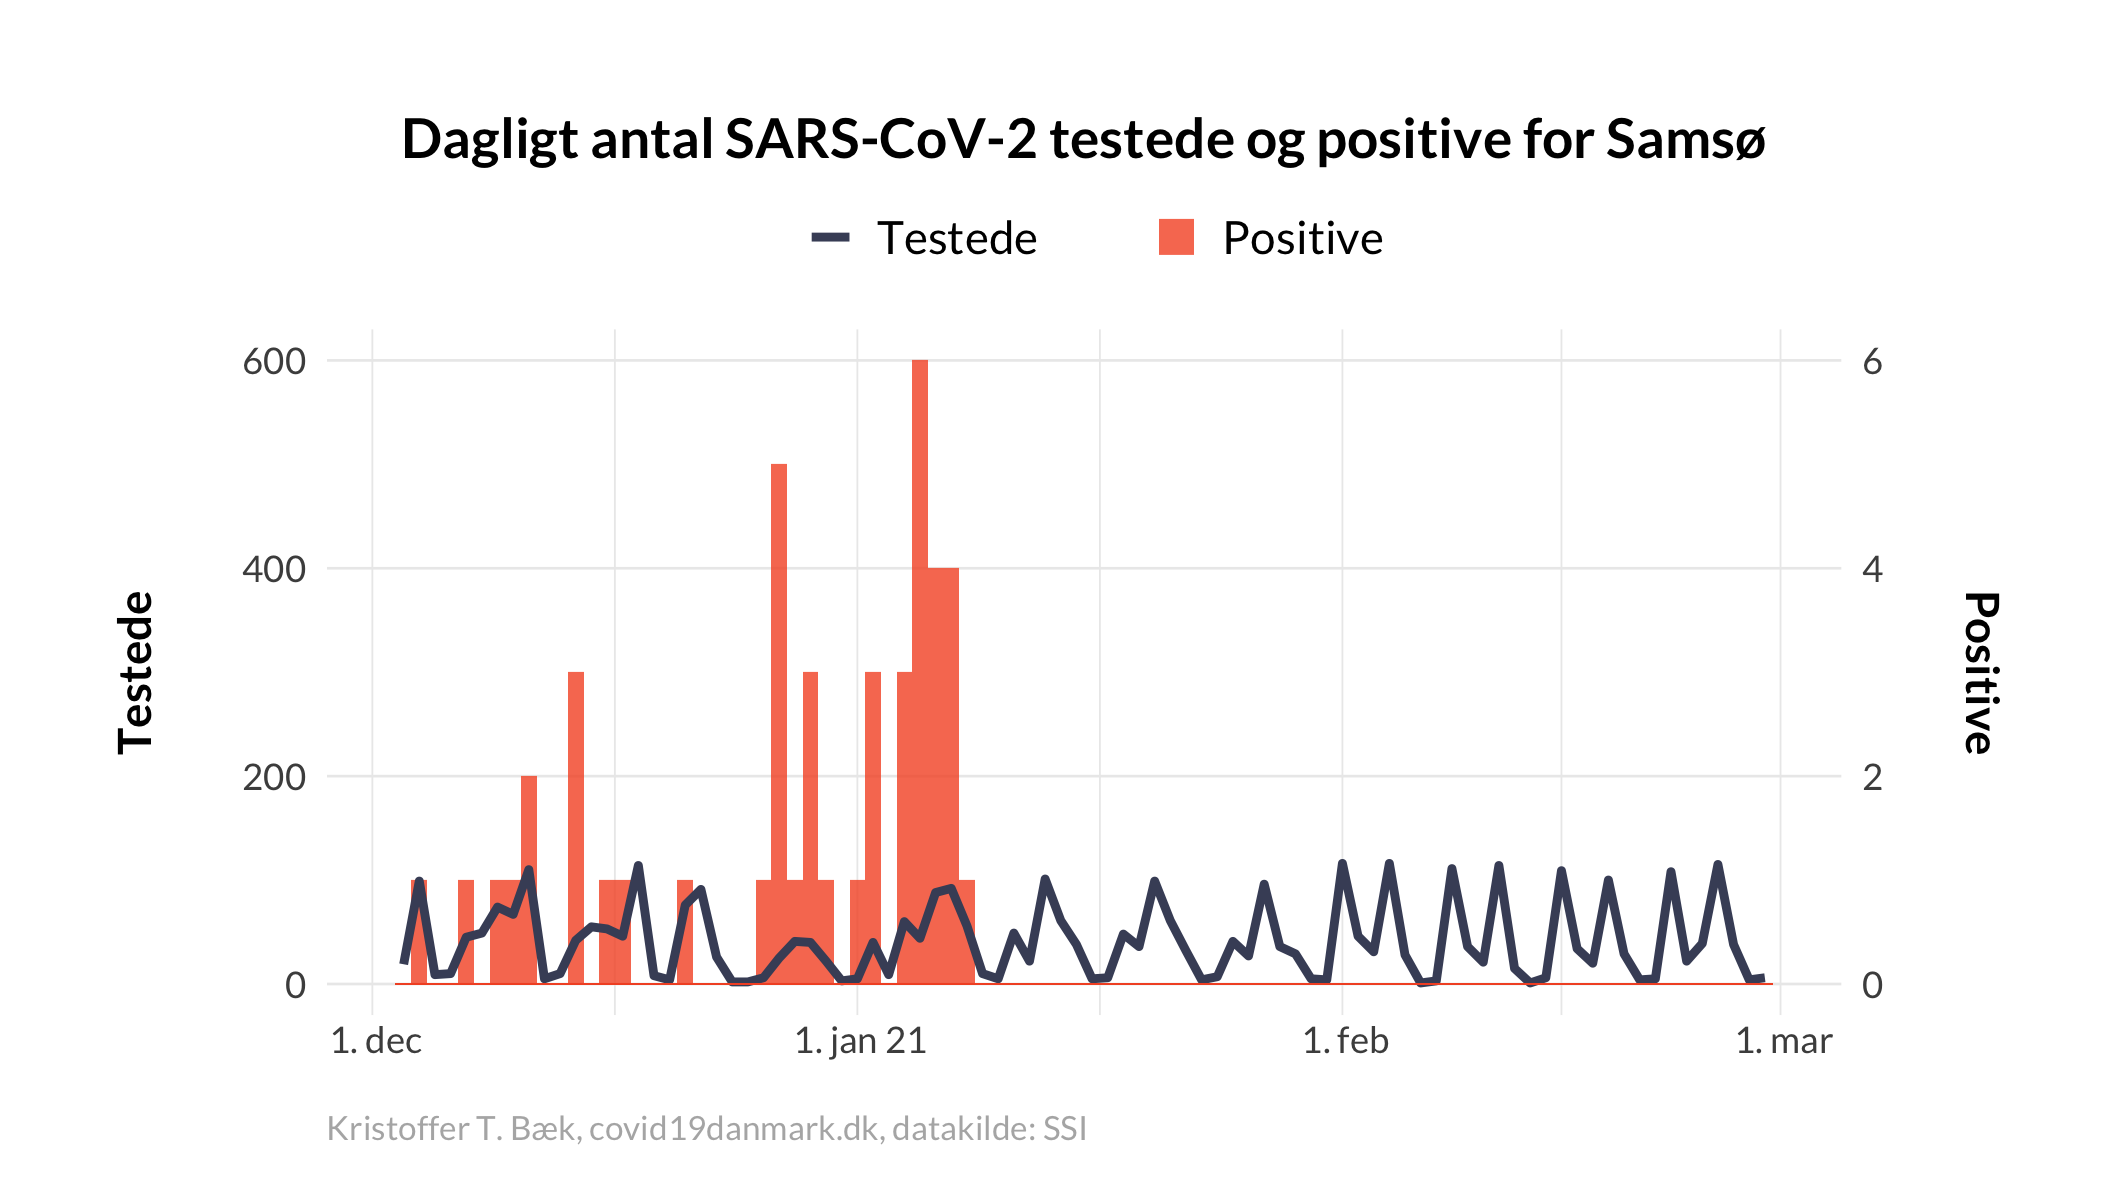 Dagligt antal SARS-CoV-2 testede og positive for Samsø
Testede Positive
600 6
400 4
200 2
0 0
Testede
Positive
1. dec 1. jan 21 1. feb 1. mar
Kristoffer T. Bæk, covid19danmark.dk, datakilde: SSI